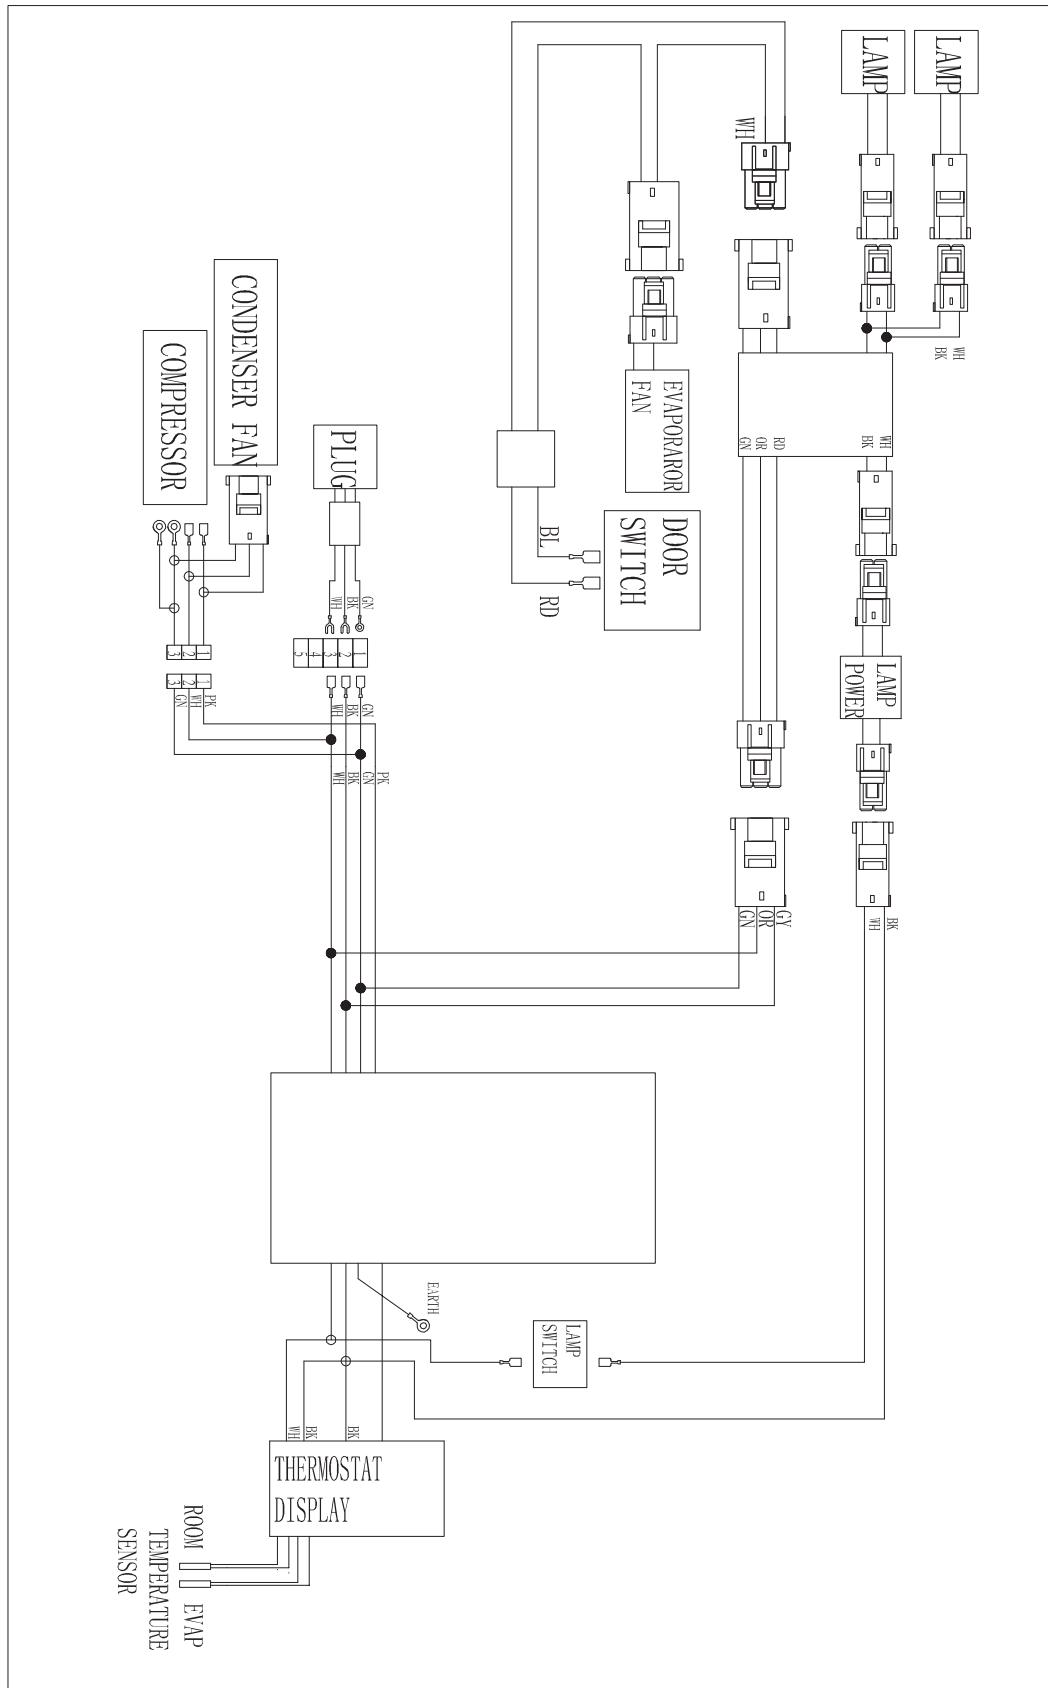 LAMP
LAMP
WH
WH
BK
CONDENSER FAN
COMPRESSOR
PLUG
EVAPORAROR
FAN
DOOR
SWITCH
BL
RD
GN
OR
RD
BK
WH
WH
BK
GN
5
4
3
2
1
3
2
1
3
2
1
GN
WH
PK
WH
BK
GN
WH
BK
GN
PK
LAMP
POWER
GN
OR
GY
WH
BK
EARTH
LAMP
SWITCH
WH
BK
BK
THERMOSTAT
DISPLAY
ROOM EVAP
TEMPERATURE
SENSOR